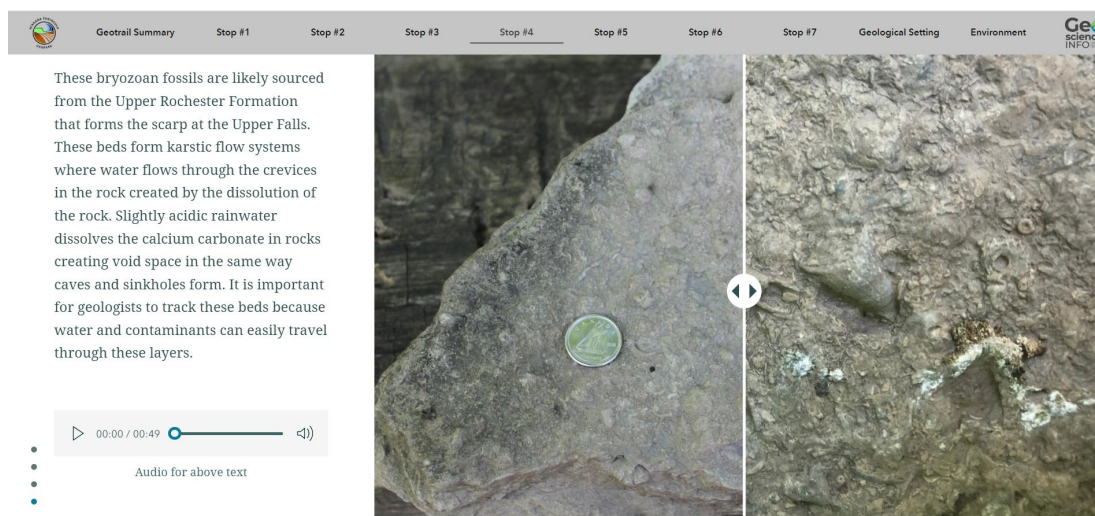 Geotrail Summary
Stop #1
Stop #2
Stop #3
Stop #4
Stop #5
Stop #6
Stop #7
Geological Setting
Environment
These bryozoan fossils are likely sourced
from the Upper Rochester Formation
that forms the scarp at the Upper Falls.
These beds form karstic flow systems
where water flows through the crevices
in the rock created by the dissolution of
the rock. Slightly acidic rainwater
dissolves the calcium carbonate in rocks
creating void space in the same way
caves and sinkholes form. It is important
for geologists to track these beds because
water and contaminants can easily travel
through these layers.
00:00 / 00:49
Audio for above text